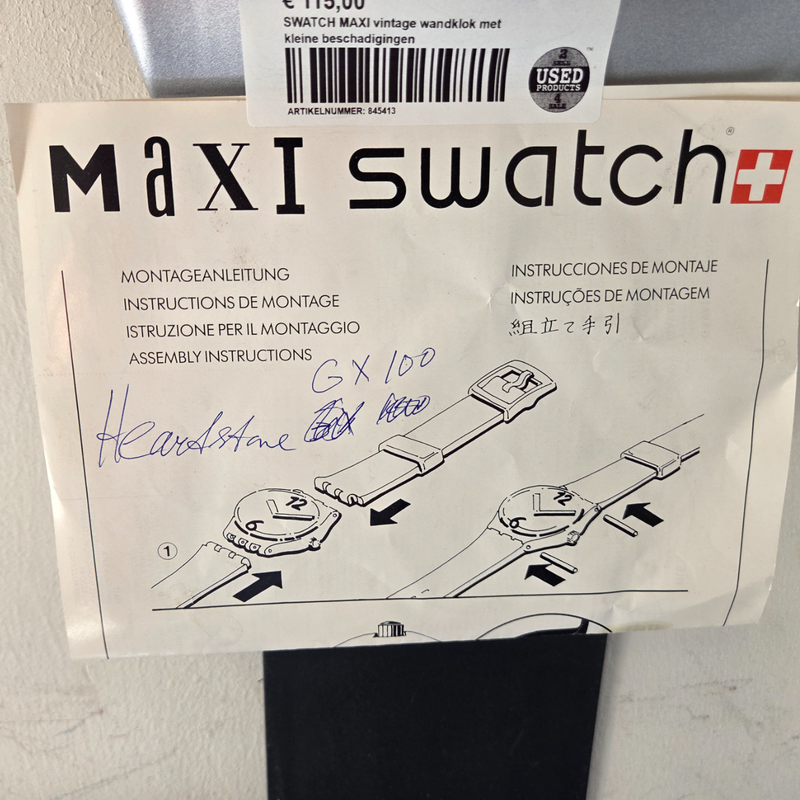 € 115,00
SWATCH MAXI vintage wandklok met
kleine beschadigingen
USED
PRODUCTS
ARTIKELNUMMER: 845413
MaXI swatch®
MONTAGEANLEITUNG
INSTRUCTIONS DE MONTAGE
ISTRUZIONE PER IL MONTAGGIO
ASSEMBLY INSTRUCTIONS
INSTRUCCIONES DE MONTAJE
INSTRUÇÕES DE MONTAGEM
組立て手引
GX100
Heartstone
12
6
12
6
1